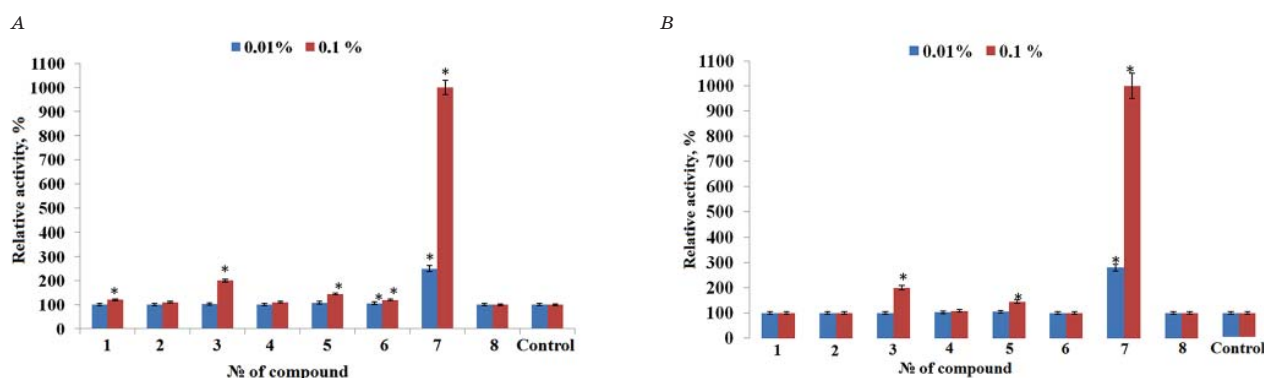 A
0.01% 0.1 %
1100
1000
900
800
700
600
500
400
300
200
100
0
Relative activity, %
* * * * * * *
1 2 3 4 5 6 7 8 Control
№ of compound
B
0.01% 0.1 %
1100
1000
900
800
700
600
500
400
300
200
100
0
Relative activity, %
* * * *
1 2 3 4 5 6 7 8 Control
№ of compound